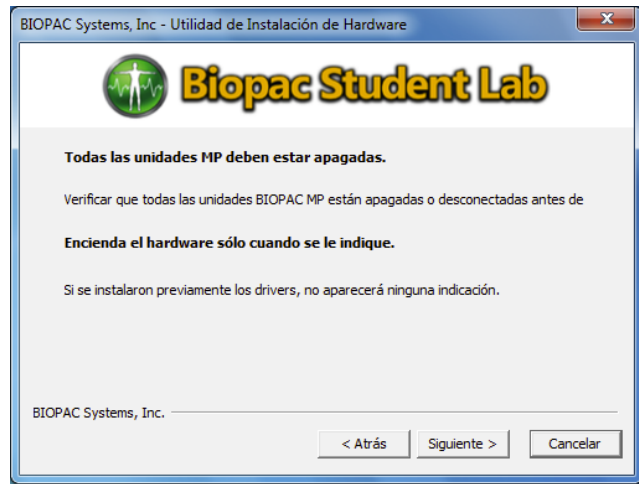 BIOPAC Systems, Inc - Utilidad de Instalación de Hardware
Biopac Student Lab
Todas las unidades MP deben estar apagadas.
Verificar que todas las unidades BIOPAC MP están apagadas o desconectadas antes de
Encienda el hardware sólo cuando se le indique.
Si se instalaron previamente los drivers, no aparecerá ninguna indicación.
BIOPAC Systems, Inc.
< Atrás Siguiente > Cancelar